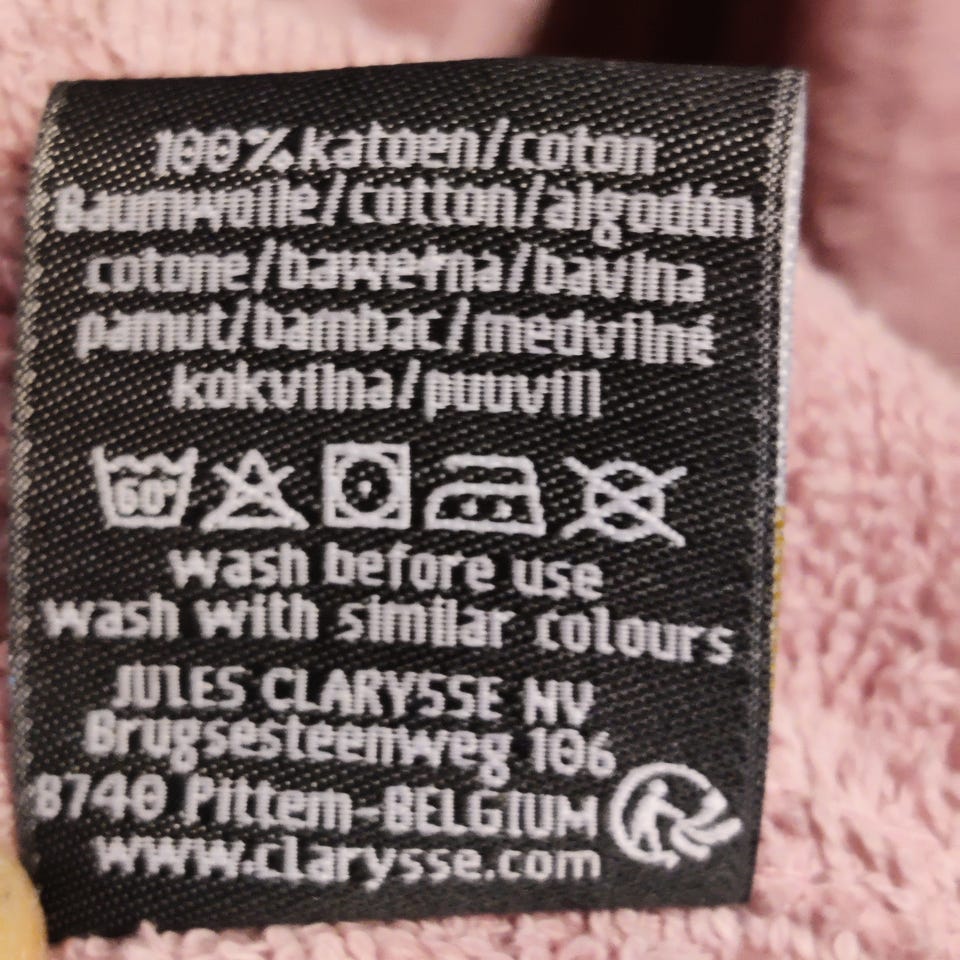 100% katoen/coton
Baumwolle/cotton/algodón
cotone/bawełna/bavlna
pamut/bambac/medvilné
kokvilna/puuvill
60°
wash before use
wash with similar colours
JULES CLARYSSE NV
Brugsesteenweg 106
8740 Pittem-BELGIUM
www.clarysse.com